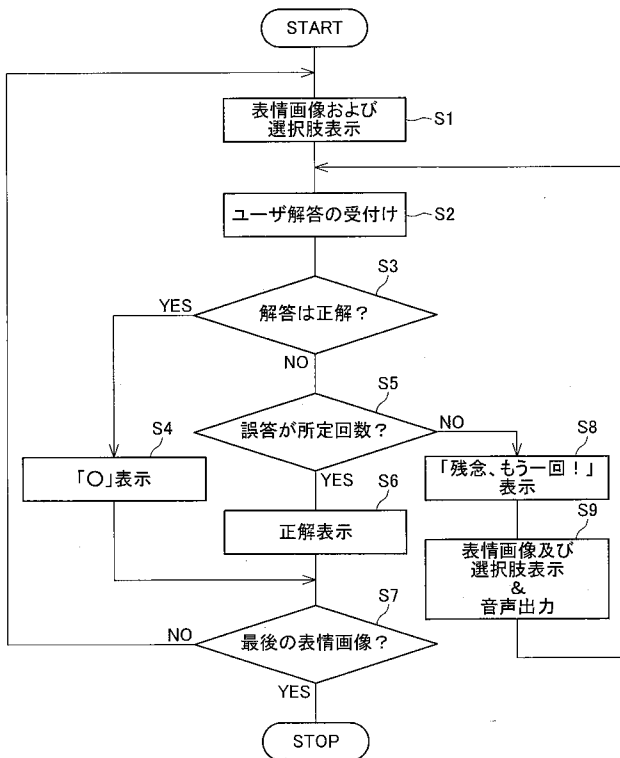 START
表情画像および
選択肢表示
S1
ユーザ解答の受付け
S2
S3
YES
解答は正解？
NO
S5
誤答が所定回数？
NO
S4
「○」表示
YES
S6
正解表示
S8
「残念、もう一回！」
表示
S9
表情画像及び
選択肢表示
&
音声出力
S7
NO
最後の表情画像？
YES
STOP